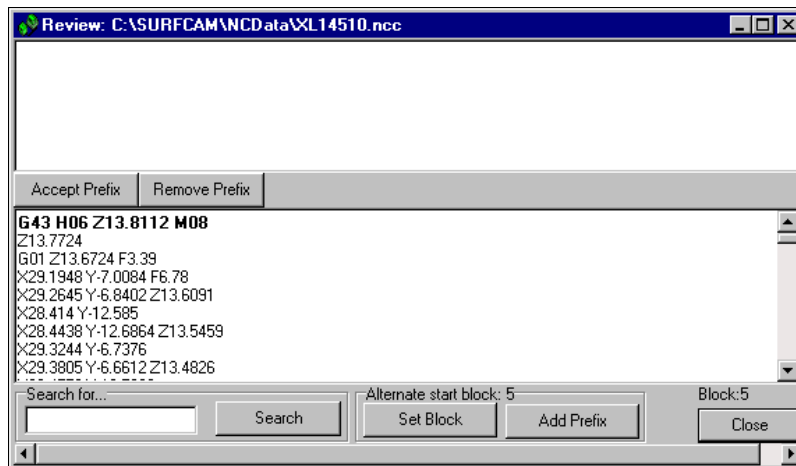 Review: C:\SURFCAM\NCData\XL14510.ncc
Accept Prefix Remove Prefix
G43 H06 Z13.8112 M08
Z13.7724
G01 Z13.6724 F3.39
X29.1948 Y-7.0084 F6.78
X29.2645 Y-6.8402 Z13.6091
X28.414 Y-12.585
X28.4438 Y-12.6864 Z13.5459
X29.3244 Y-6.7376
X29.3805 Y-6.6612 Z13.4826
Search for... Alternate start block: 5 Block:5
Search Set Block Add Prefix Close